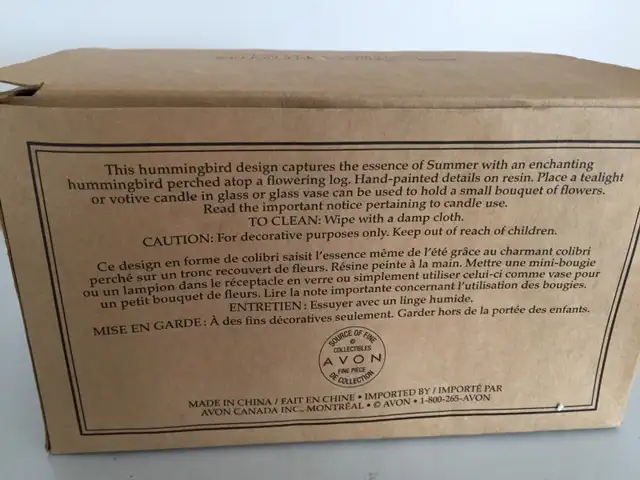 This hummingbird design captures the essence of Summer with an enchanting
hummingbird perched atop a flowering log. Hand-painted details on resin. Place a tealight
or votive candle in glass or glass vase can be used to hold a small bouquet of flowers.
Read the important notice pertaining to candle use.
TO CLEAN: Wipe with a damp cloth.
CAUTION: For decorative purposes only. Keep out of reach of children.
Ce design en forme de colibri saisit l'essence même de l'été grâce au charmant colibri
perché sur un tronc recouvert de fleurs. Résine peinte à la main. Mettre une mini-bougie
ou un lampion dans le réceptacle en verre ou simplement utiliser celui-ci comme vase pour
un petit bouquet de fleurs. Lire la note importante concernant l'utilisation des bougies.
ENTRETIEN: Essuyer avec un linge humide.
MISE EN GARDE: À des fins décoratives seulement. Garder hors de la portée des enfants.
SOURCE OF FINE
©
COLLECTIBLES
AVON
FINE PIÈCE
DE COLLECTION
MADE IN CHINA / FAIT EN CHINE • IMPORTED BY / IMPORTÉ PAR
AVON CANADA INC., MONTRÉAL • © AVON • 1-800-265-AVON